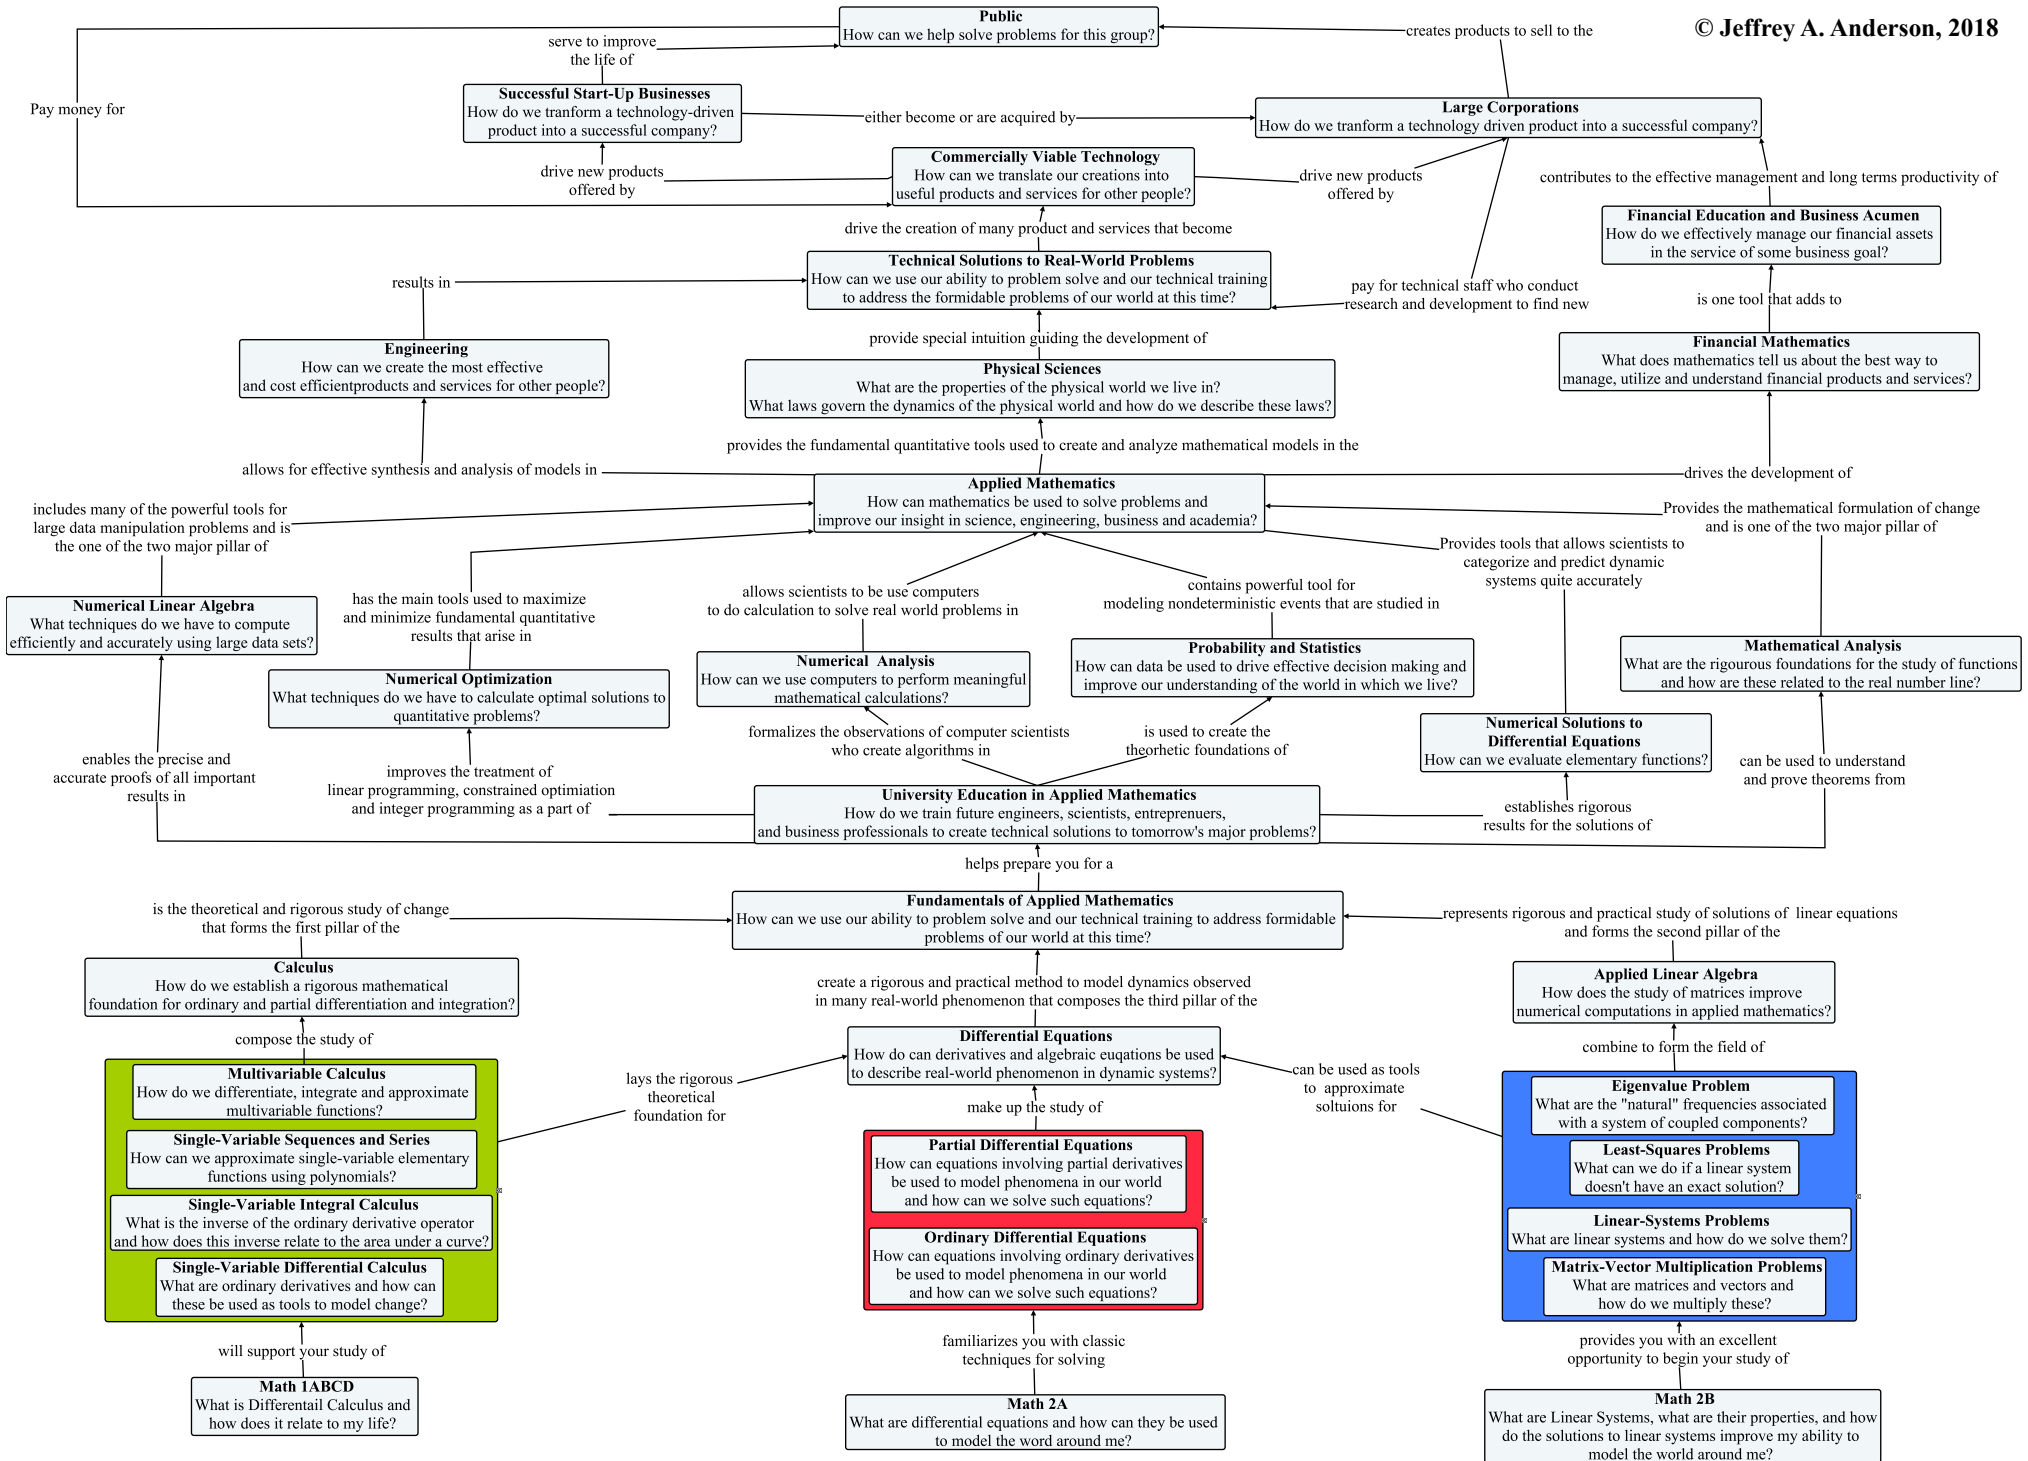 Public
How can we help solve problems for this group?
© Jeffrey A. Anderson, 2018
creates products to sell to the
serve to improve
the life of
Pay money for
Successful Start-Up Businesses
How do we tranform a technology-driven
product into a successful company?
either become or are acquired by
Large Corporations
How do we tranform a technology driven product into a successful company?
drive new products
offered by
Commercially Viable Technology
How can we translate our creations into
useful products and services for other people?
drive new products
offered by
contributes to the effective management and long terms productivity of
Financial Education and Business Acumen
How do we effectively manage our financial assets
in the service of some business goal?
drive the creation of many product and services that become
Technical Solutions to Real-World Problems
How can we use our ability to problem solve and our technical training
to address the formidable problems of our world at this time?
results in
pay for technical staff who conduct
research and development to find new
is one tool that adds to
provide special intuition guiding the development of
Engineering
How can we create the most effective
and cost efficientproducts and services for other people?
Physical Sciences
What are the properties of the physical world we live in?
What laws govern the dynamics of the physical world and how do we describe these laws?
Financial Mathematics
What does mathematics tell us about the best way to
manage, utilize and understand financial products and services?
provides the fundamental quantitative tools used to create and analyze mathematical models in the
allows for effective synthesis and analysis of models in
drives the development of
Applied Mathematics
How can mathematics be used to solve problems and
improve our insight in science, engineering, business and academia?
includes many of the powerful tools for
large data manipulation problems and is
the one of the two major pillar of
Provides the mathematical formulation of change
and is one of the two major pillar of
Provides tools that allows scientists to
categorize and predict dynamic
systems quite accurately
has the main tools used to maximize
and minimize fundamental quantitative
results that arise in
allows scientists to be use computers
to do calculation to solve real world problems in
contains powerful tool for
modeling nondeterministic events that are studied in
Numerical Linear Algebra
What techniques do we have to compute
efficiently and accurately using large data sets?
Numerical Optimization
What techniques do we have to calculate optimal solutions to
quantitative problems?
Numerical Analysis
How can we use computers to perform meaningful
mathematical calculations?
Probability and Statistics
How can data be used to drive effective decision making and
improve our understanding of the world in which we live?
Mathematical Analysis
What are the rigourous foundations for the study of functions
and how are these related to the real number line?
Numerical Solutions to
Differential Equations
How can we evaluate elementary functions?
enables the precise and
accurate proofs of all important
results in
improves the treatment of
linear programming, constrained optimiation
and integer programming as a part of
formalizes the observations of computer scientists
who create algorithms in
is used to create the
theorhetic foundations of
can be used to understand
and prove theorems from
establishes rigorous
results for the solutions of
University Education in Applied Mathematics
How do we train future engineers, scientists, entreprenuers,
and business professionals to create technical solutions to tomorrow's major problems?
helps prepare you for a
Fundamentals of Applied Mathematics
How can we use our ability to problem solve and our technical training to address formidable
problems of our world at this time?
is the theoretical and rigorous study of change
that forms the first pillar of the
represents rigorous and practical study of solutions of linear equations
and forms the second pillar of the
Calculus
How do we establish a rigorous mathematical
foundation for ordinary and partial differentiation and integration?
create a rigorous and practical method to model dynamics observed
in many real-world phenomenon that composes the third pillar of the
Applied Linear Algebra
How does the study of matrices improve
numerical computations in applied mathematics?
compose the study of
Differential Equations
How do can derivatives and algebraic euqations be used
to describe real-world phenomenon in dynamic systems?
combine to form the field of
lays the rigorous
theoretical
foundation for
can be used as tools
to approximate
soltuions for
make up the study of
Multivariable Calculus
How do we differentiate, integrate and approximate
multivariable functions?
Single-Variable Sequences and Series
How can we approximate single-variable elementary
functions using polynomials?
Single-Variable Integral Calculus
What is the inverse of the ordinary derivative operator
and how does this inverse relate to the area under a curve?
Single-Variable Differential Calculus
What are ordinary derivatives and how can
these be used as tools to model change?
Partial Differential Equations
How can equations involving partial derivatives
be used to model phenomena in our world
and how can we solve such equations?
Ordinary Differential Equations
How can equations involving ordinary derivatives
be used to model phenomena in our world
and how can we solve such equations?
Eigenvalue Problem
What are the "natural" frequencies associated
with a system of coupled components?
Least-Squares Problems
What can we do if a linear system
doesn't have an exact solution?
Linear-Systems Problems
What are linear systems and how do we solve them?
Matrix-Vector Multiplication Problems
What are matrices and vectors and
how do we multiply these?
will support your study of
familiarizes you with classic
techniques for solving
provides you with an excellent
opportunity to begin your study of
Math 1ABCD
What is Differentail Calculus and
how does it relate to my life?
Math 2A
What are differential equations and how can they be used
to model the word around me?
Math 2B
What are Linear Systems, what are their properties, and how
do the solutions to linear systems improve my ability to
model the world around me?